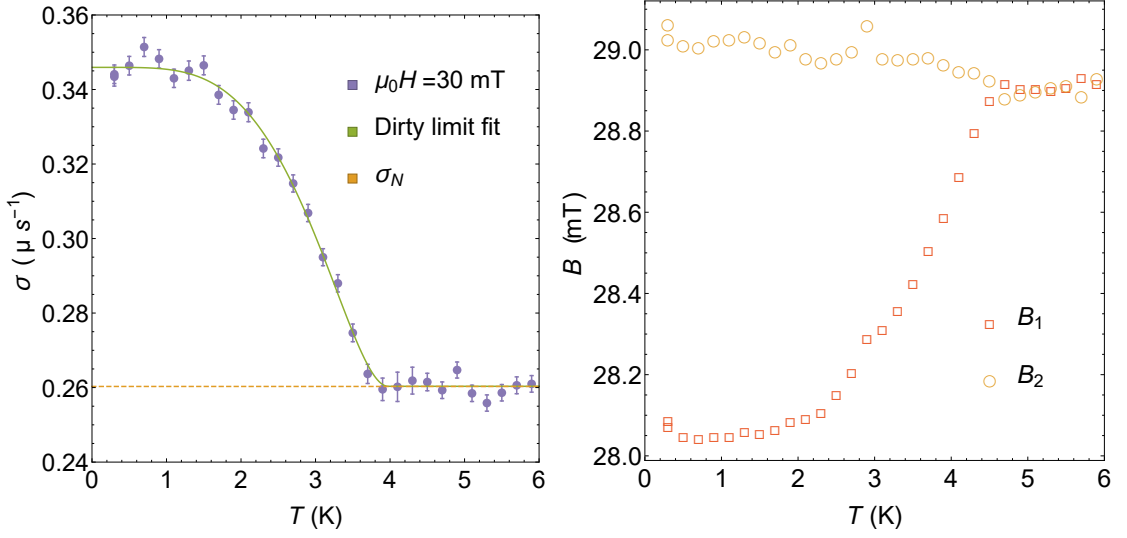 0.36
0.34
0.32
0.30
0.28
0.26
0.24
σ ( μ s⁻¹)
μ₀H =30 mT
Dirty limit fit
σN
0 1 2 3 4 5 6
T (K)
29.0
28.8
28.6
28.4
28.2
28.0
B (mT)
B₁
B₂
0 1 2 3 4 5 6
T (K)